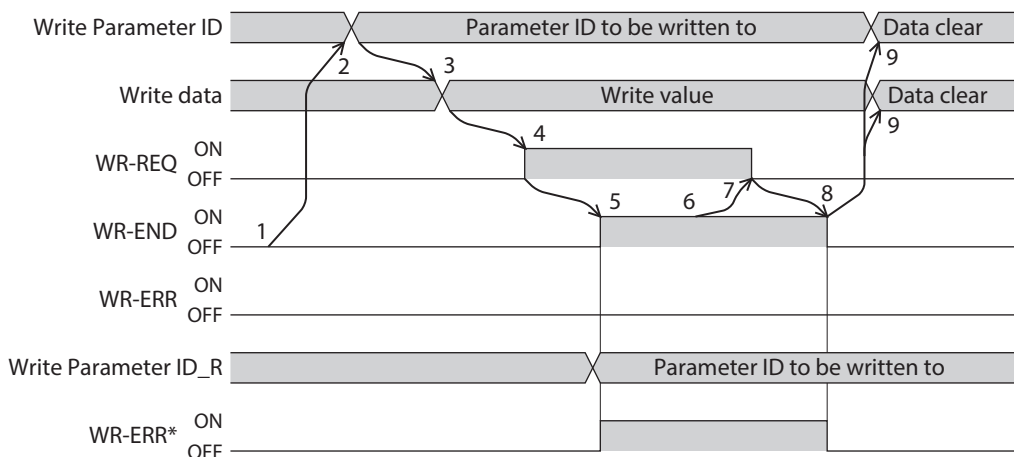 Write Parameter ID Parameter ID to be written to Data clear
2 3 9
Write data Write value Data clear
4 9
WR-REQ ON
OFF
5 6 7 8
WR-END ON
1
OFF
WR-ERR ON
OFF
Write Parameter ID_R Parameter ID to be written to
WR-ERR* ON
OFF